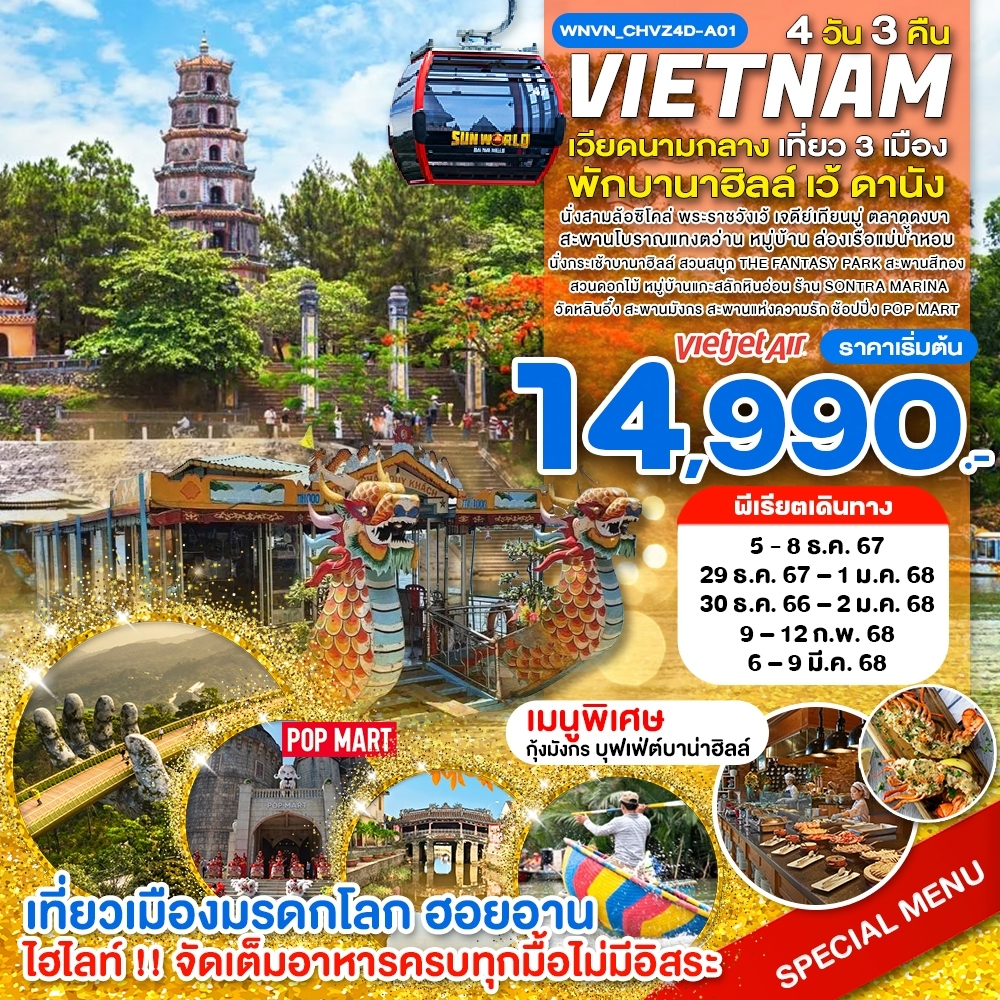 WNVN_CHVZ4D-A01
4 วัน 3 คืน
VIETNAM
เวียดนามกลาง เที่ยว 3 เมือง
พักบานาฮิลล์ เว้ ดานัง
นั่งสามล้อซิโคล่ พระราชวังเว้ เจดีย์เทียนมู่ ตลาดดองบา
สะพานโบราณแทงตว่าน หมู่บ้าน ล่องเรือแม่น้ำหอม
นั่งกระเช้าบานาฮิลล์ สวนสนุก THE FANTASY PARK สะพานสีทอง
สวนดอกไม้ หมู่บ้านแกะสลักหินอ่อน ร้าน SONTRA MARINA
วัดหลินอึ๋ง สะพานมังกร สะพานแห่งความรัก ช้อปปิ้ง POP MART
vietjet Air
ราคาเริ่มต้น
14,990.-
พีเรียตเดินทาง
5 - 8 ธ.ค. 67
29 ธ.ค. 67 – 1 ม.ค. 68
30 ธ.ค. 66 – 2 ม.ค. 68
9 – 12 ก.พ. 68
6 – 9 มี.ค. 68
SUN WORLD
BA NA HILLS
เมนูพิเศษ
กุ้งมังกร บุฟเฟ่ต์บาน่าฮิลล์
POP MART
POP MART
เที่ยวเมืองมรดกโลก ฮอยอาน
ไฮไลท์ !! จัดเต็มอาหารครบทุกมื้อไม่มีอิสระ
SPECIAL MENU